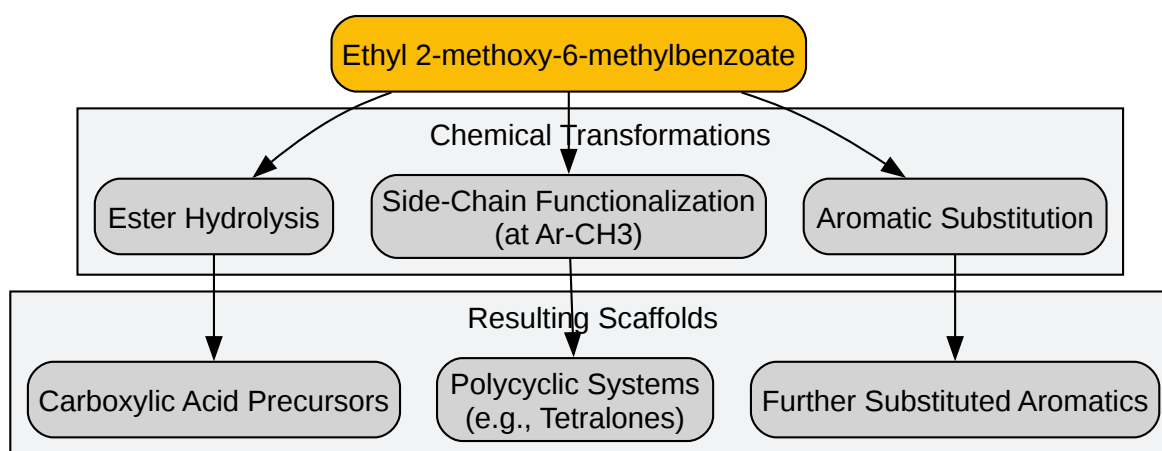 Ethyl 2-methoxy-6-methylbenzoate
Chemical Transformations
Ester Hydrolysis
Side-Chain Functionalization
(at Ar-CH3)
Aromatic Substitution
Resulting Scaffolds
Carboxylic Acid Precursors
Polycyclic Systems
(e.g., Tetralones)
Further Substituted Aromatics